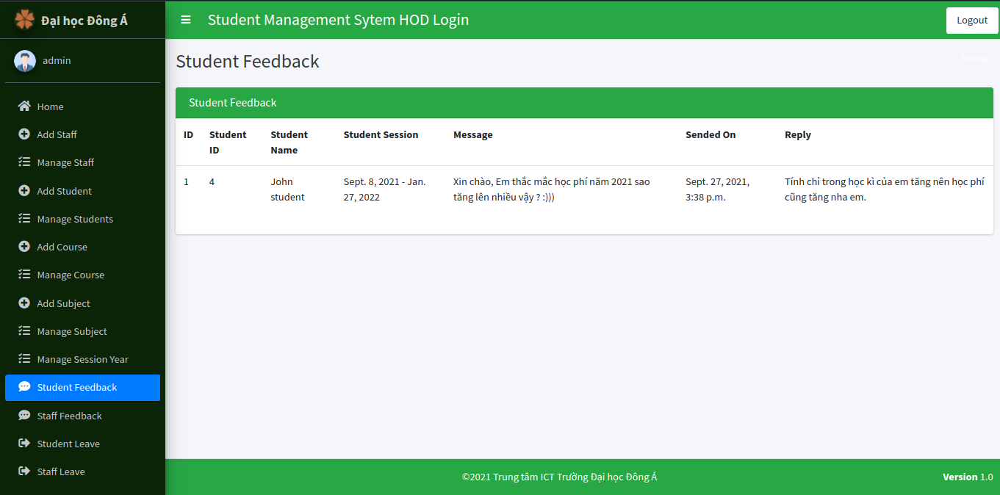 Đại học Đông Á
Student Management Sytem HOD Login
Logout
admin
Student Feedback
Home
Home
Add Staff
Manage Staff
Add Student
Manage Students
Add Course
Manage Course
Add Subject
Manage Subject
Manage Session Year
Student Feedback
Staff Feedback
Student Leave
Staff Leave
Student Feedback
ID
Student
ID
Student
Name
Student Session
Message
Sended On
Reply
1
4
John
student
Sept. 8, 2021 - Jan.
27, 2022
Xin chào, Em thắc mắc học phí năm 2021 sao
tăng lên nhiều vậy ? :)))
Sept. 27, 2021,
3:38 p.m.
Tính chỉ trong học kì của em tăng nên học phí
cũng tăng nha em.
©2021 Trung tâm ICT Trường Đại học Đông Á
Version 1.0